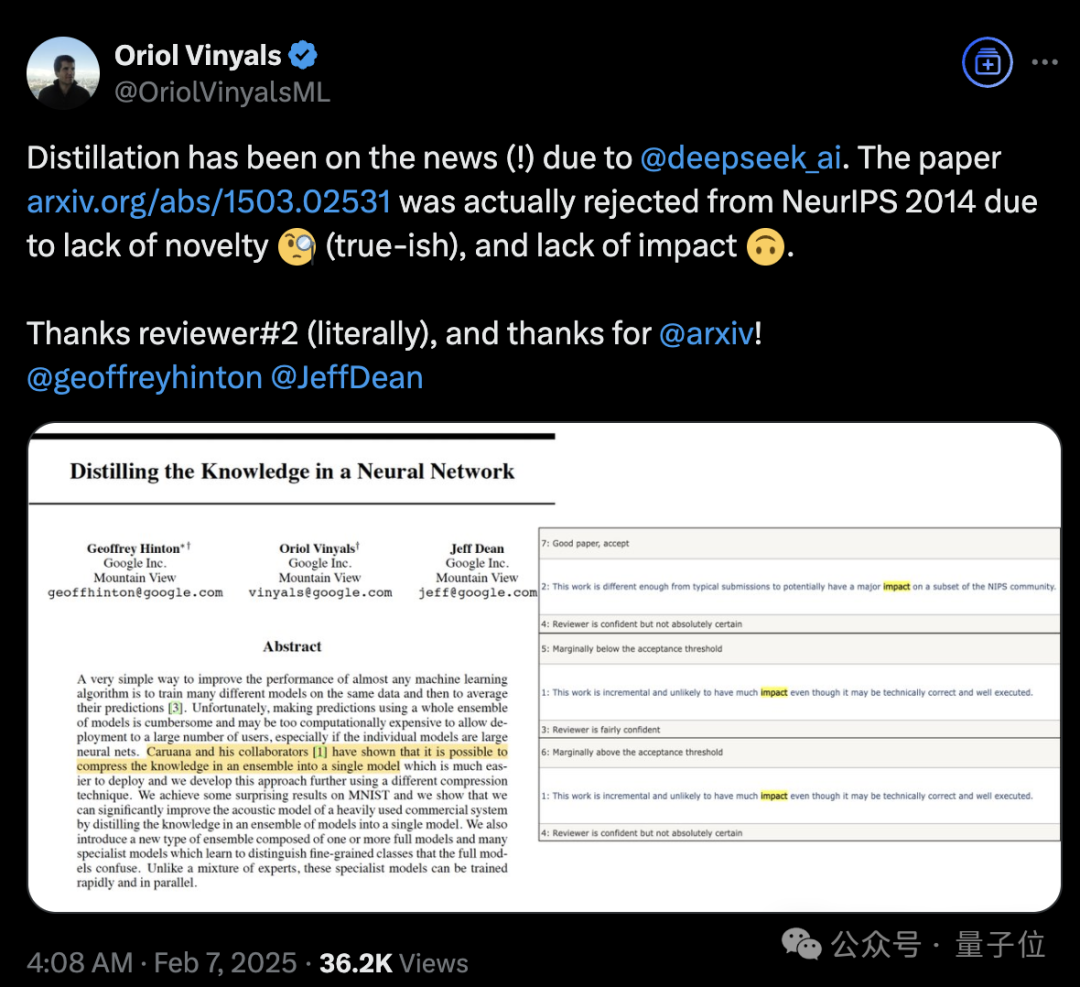 Oriol Vinyals
@OriolVinyalsML
Distillation has been on the news (!) due to @deepseek_ai. The paper
arxiv.org/abs/1503.02531 was actually rejected from NeurIPS 2014 due
to lack of novelty 🧐 (true-ish), and lack of impact 🙃.
Thanks reviewer#2 (literally), and thanks for @arxiv!
@geoffreyhinton @JeffDean
Distilling the Knowledge in a Neural Network
Geoffrey Hinton*†
Google Inc.
Mountain View
geoffhinton@google.com
Oriol Vinyals†
Google Inc.
Mountain View
vinyals@google.com
Jeff Dean
Google Inc.
Mountain View
jeff@google.com
Abstract
A very simple way to improve the performance of almost any machine learning
algorithm is to train many different models on the same data and then to average
their predictions [3]. Unfortunately, making predictions using a whole ensemble
of models is cumbersome and may be too computationally expensive to allow de-
ployment to a large number of users, especially if the individual models are large
neural nets. Caruana and his collaborators [1] have shown that it is possible to
compress the knowledge in an ensemble into a single model which is much eas-
ier to deploy and we develop this approach further using a different compression
technique. We achieve some surprising results on MNIST and we show that we
can significantly improve the acoustic model of a heavily used commercial system
by distilling the knowledge in an ensemble of models into a single model. We also
introduce a new type of ensemble composed of one or more full models and many
specialist models which learn to distinguish fine-grained classes that the full mod-
els confuse. Unlike a mixture of experts, these specialist models can be trained
rapidly and in parallel.
7: Good paper, accept
2: This work is different enough from typical submissions to potentially have a major impact on a subset of the NIPS community.
4: Reviewer is confident but not absolutely certain
5: Marginally below the acceptance threshold
1: This work is incremental and unlikely to have much impact even though it may be technically correct and well executed.
3: Reviewer is fairly confident
6: Marginally above the acceptance threshold
1: This work is incremental and unlikely to have much impact even though it may be technically correct and well executed.
4: Reviewer is confident but not absolutely certain
4:08 AM · Feb 7, 2025 · 36.2K Views
公众号 · 量子位